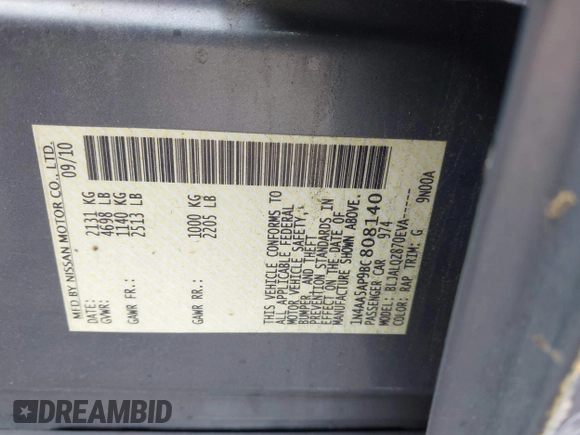 MFD BY NISSAN MOTOR CO., LTD.
09/10
GVWR: 2131 KG
4698 LB
GAWR FR: 1140 KG
2513 LB
GAWR RR: 1000 KG
2205 LB
THIS VEHICLE CONFORMS TO
ALL APPLICABLE FEDERAL
MOTOR VEHICLE SAFETY,
BUMPER, AND THEFT
PREVENTION STANDARDS IN
EFFECT ON THE DATE OF
MANUFACTURE SHOWN ABOVE.
1N4AA5AP9BC808140
PASSENGER CAR 974
MODEL: BLJALQ2870EVA------
COLOR: RAP TRIM: G 9N00A
DREAMBID